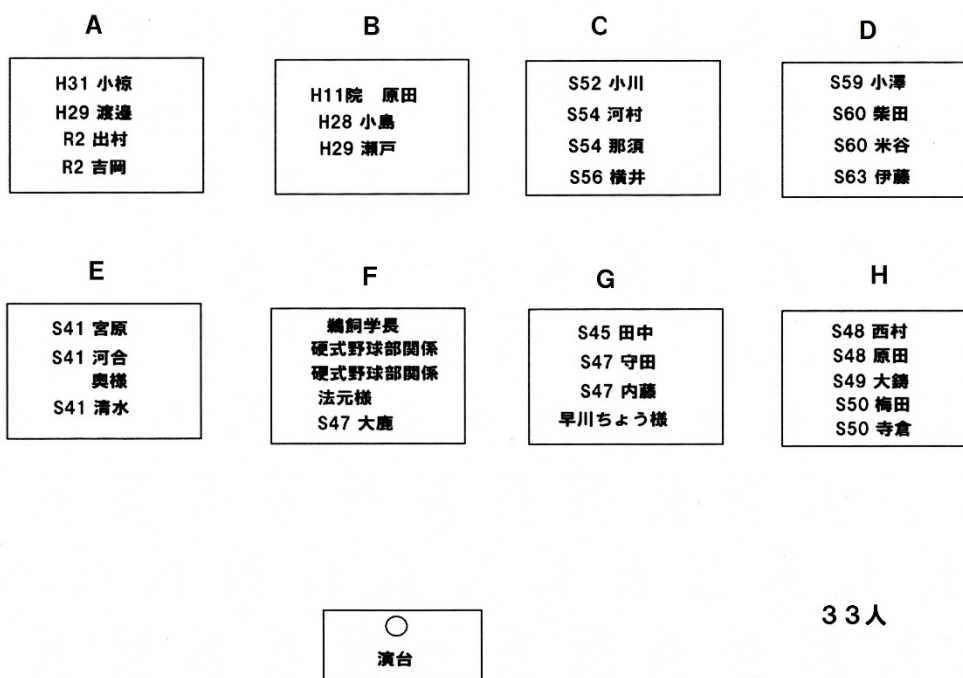 A
H31 小椋
H29 渡邉
R2 出村
R2 吉岡
B
H11院 原田
H28 小島
H29 瀬戸
C
S52 小川
S54 河村
S54 那須
S56 横井
D
S59 小澤
S60 柴田
S60 米谷
S63 伊藤
E
S41 宮原
S41 河合
奥様
S41 清水
F
鵜飼学長
硬式野球部関係
硬式野球部関係
法元様
S47 大鹿
G
S45 田中
S47 守田
S47 内藤
早川ちょう様
H
S48 西村
S48 原田
S49 大鑄
S50 梅田
S50 寺倉
演台
33人